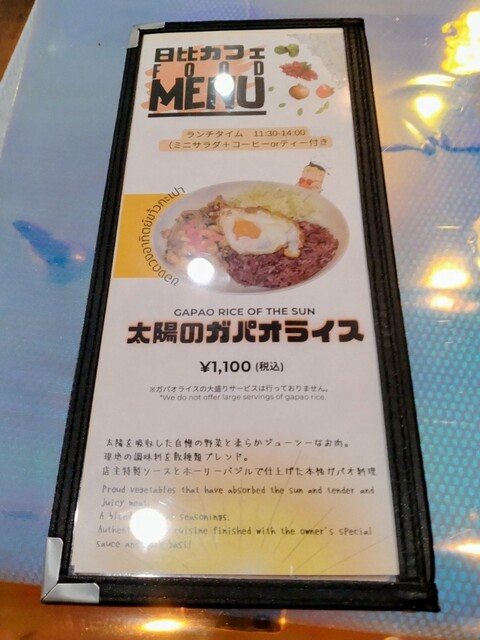 日比カフェ
FOOD
MENU
ランチタイム 11:30-14:00
（ミニサラダ＋コーヒーorティー付き
GAPAO RICE OF THE SUN
太陽のガパオライス
¥1,100 (税込)
※ガパオライスの大盛りサービスは行っておりません。
*We do not offer large servings of gapao rice.
太陽を吸収した自慢の野菜と柔らかジューシーなお肉。
現地の調味料を数種類ブレンド。
店主特製ソースとホーリーバジルで仕上げた本格ガパオ料理
Proud vegetables that have absorbed the sun and tender and
juicy
seasonings.
cuisine finished with the owner's special
sauce